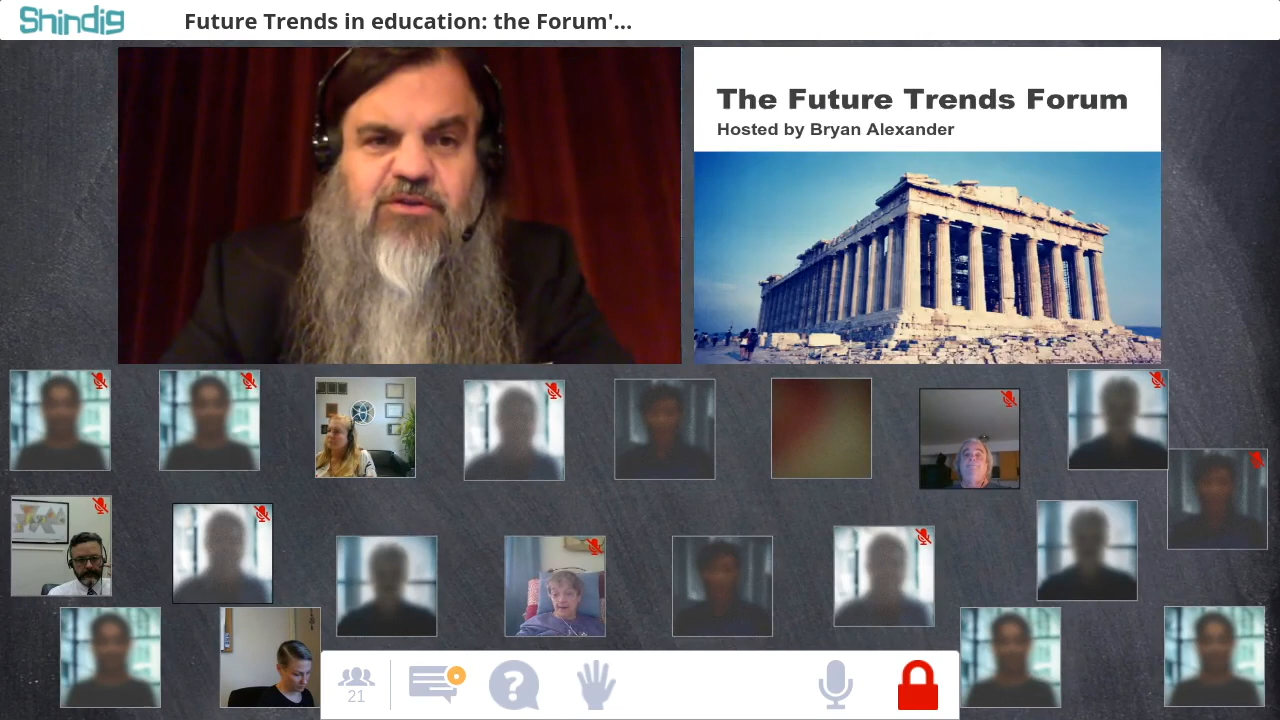 Shindig
Future Trends in education: the Forum'...
The Future Trends Forum
Hosted by Bryan Alexander
21
?